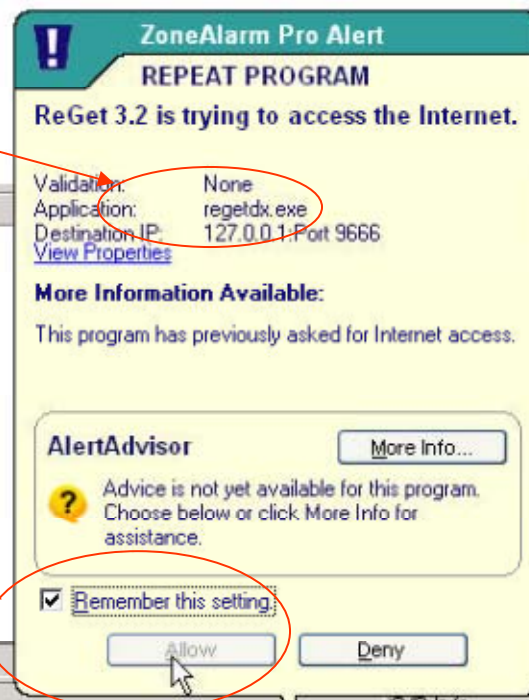 ZoneAlarm Pro Alert
REPEAT PROGRAM
ReGet 3.2 is trying to access the Internet.
Validation: None
Application: regetdx.exe
Destination IP: 127.0.0.1:Port 9666
View Properties
More Information Available:
This program has previously asked for Internet access.
AlertAdvisor More Info...
Advice is not yet available for this program.
Choose below or click More Info for
assistance.
Remember this setting.
Allow Deny